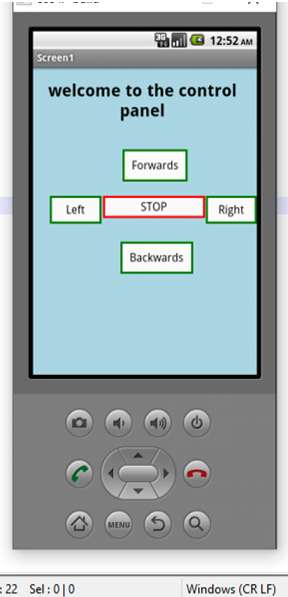 3G
12:52 AM
Screen1
welcome to the control
panel
Forwards
Left
STOP
Right
Backwards
MENU
: 22 Sel : 0 | 0
Windows (CR LF)